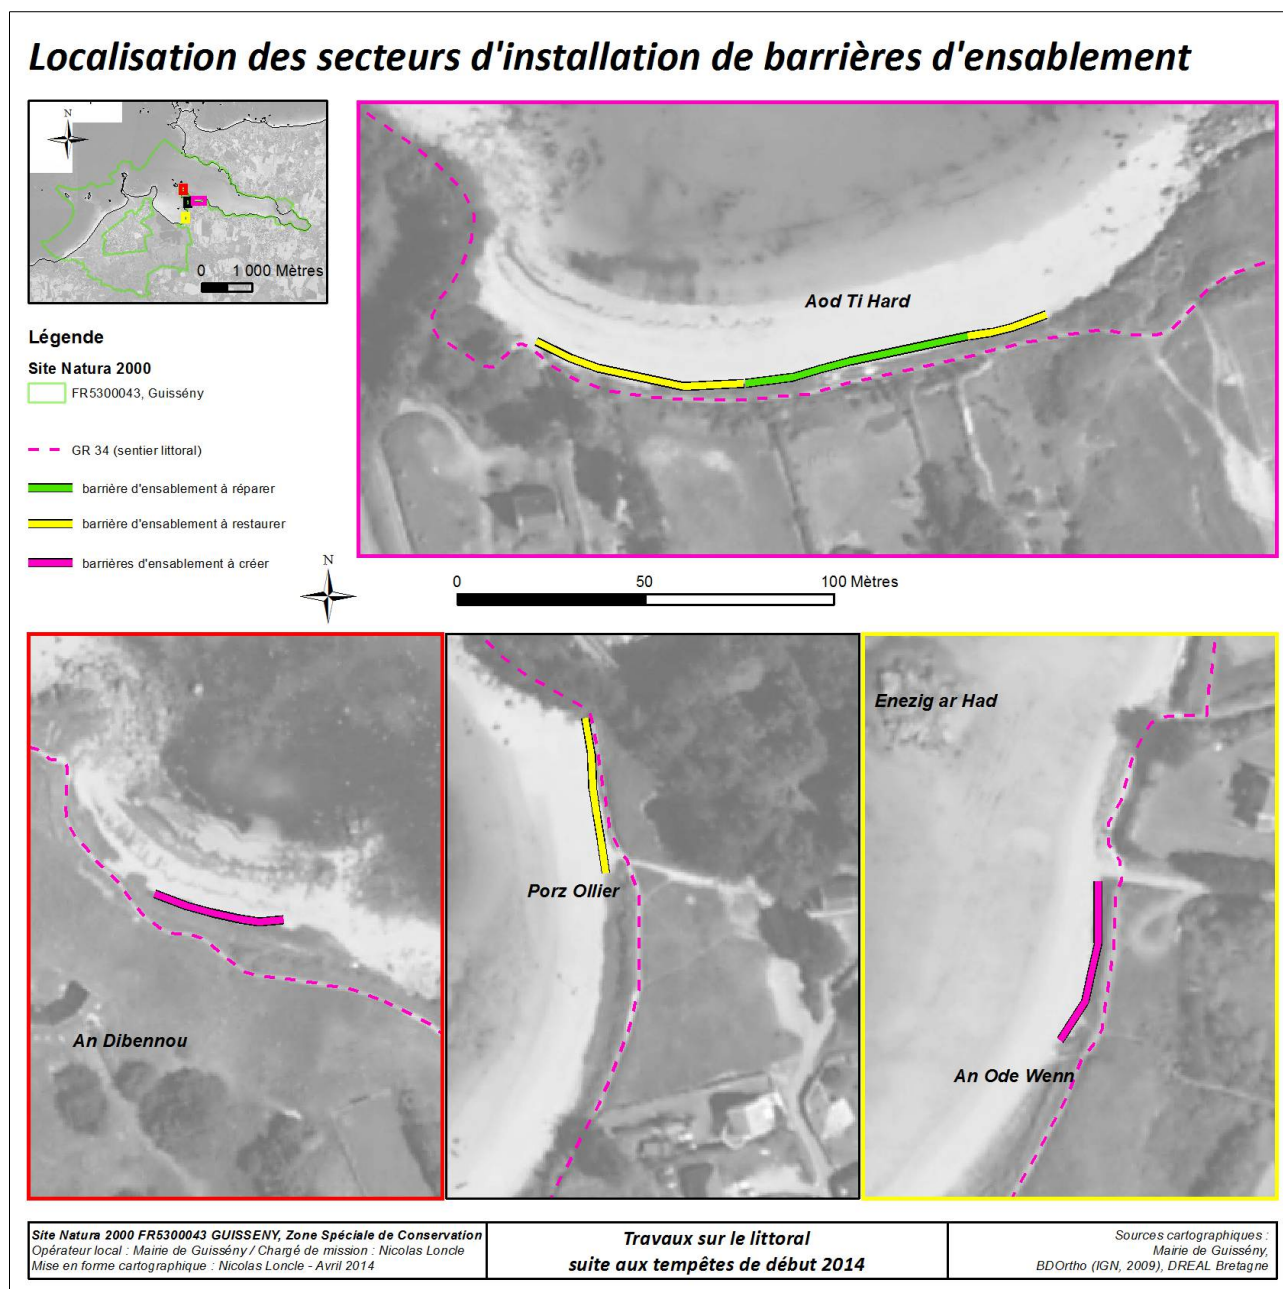 Localisation des secteurs d'installation de barrières d'ensablement
N
0 1 000 Mètres
Aod Ti Hard
Légende
Site Natura 2000
FR5300043, Guissény
GR 34 (sentier littoral)
barrière d'ensablement à réparer
barrière d'ensablement à restaurer
barrières d'ensablement à créer
N
0 50 100 Mètres
An Dibennou
Porz Ollier
Enezig ar Had
An Ode Wenn
Site Natura 2000 FR5300043 GUISSENY, Zone Spéciale de Conservation
Opérateur local : Mairie de Guissény / Chargé de mission : Nicolas Loncle
Mise en forme cartographique : Nicolas Loncle - Avril 2014
Travaux sur le littoral
suite aux tempêtes de début 2014
Sources cartographiques :
Mairie de Guissény,
BDOrtho (IGN, 2009), DREAL Bretagne